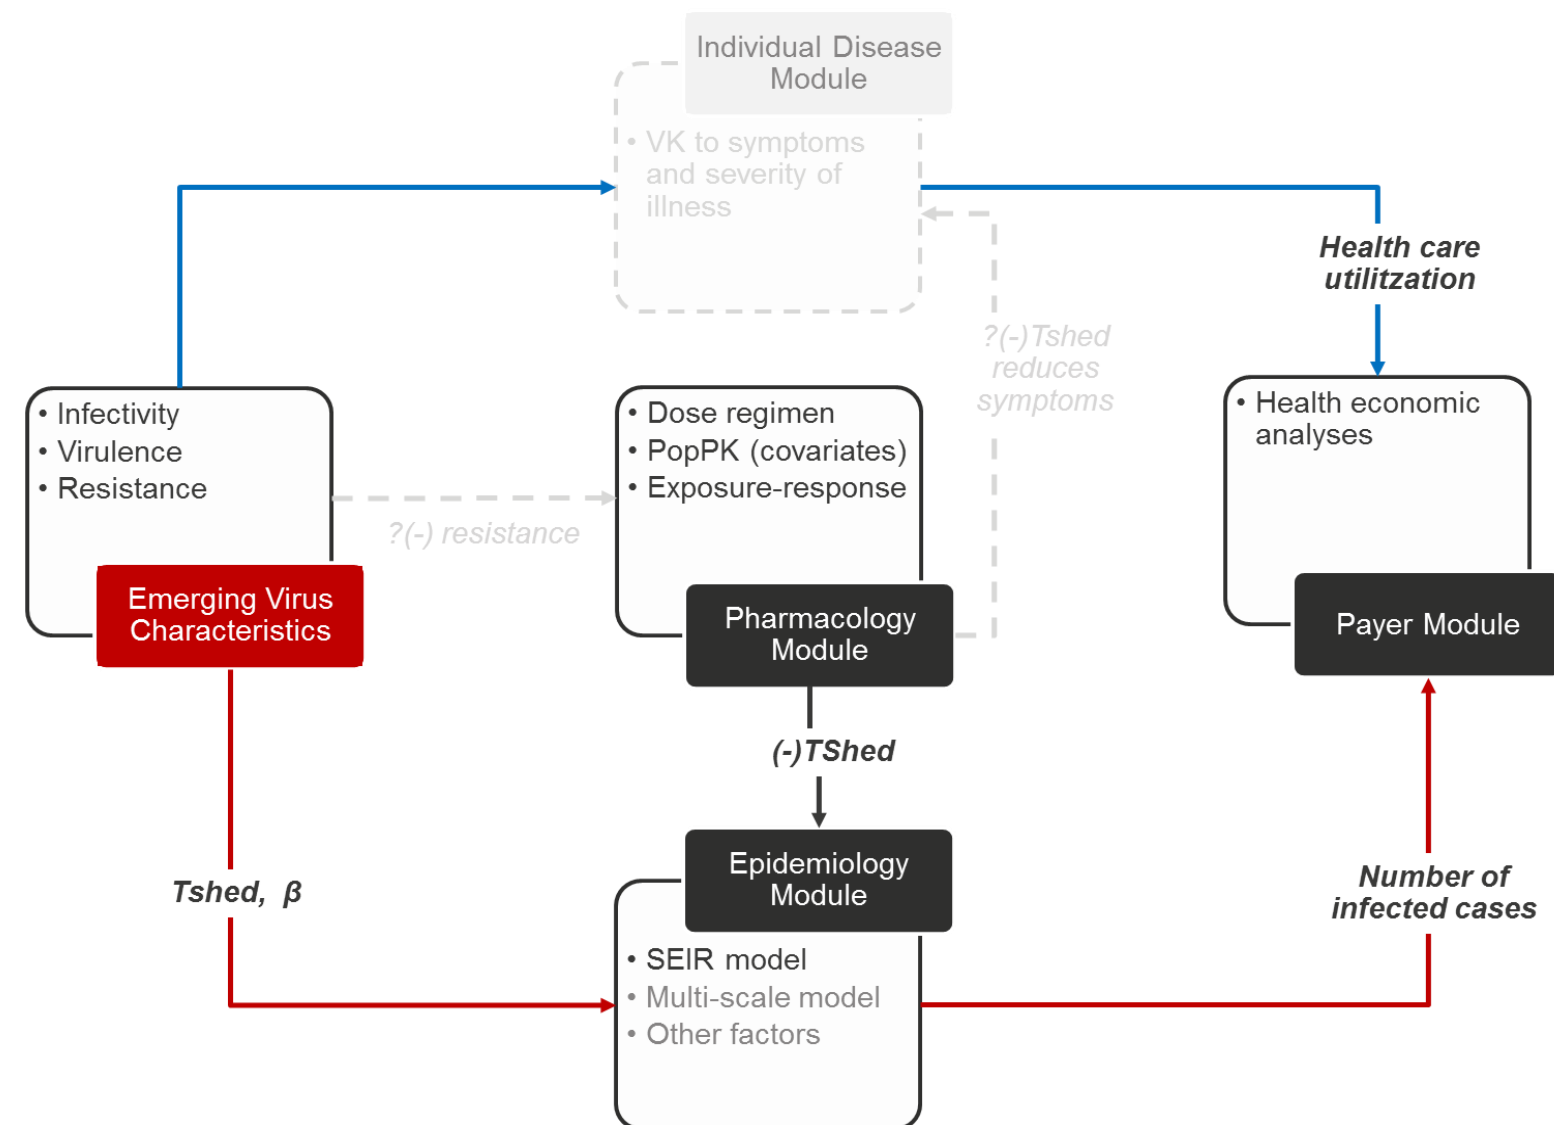 Individual Disease
Module
• VK to symptoms
and severity of
illness
Health care
utilitzation
?(-)Tshed
reduces
symptoms
• Infectivity
• Virulence
• Resistance
?(-) resistance
Emerging Virus
Characteristics
• Dose regimen
• PopPK (covariates)
• Exposure-response
Pharmacology
Module
• Health economic
analyses
Payer Module
(-)TShed
Tshed, β
Epidemiology
Module
• SEIR model
• Multi-scale model
• Other factors
Number of
infected cases